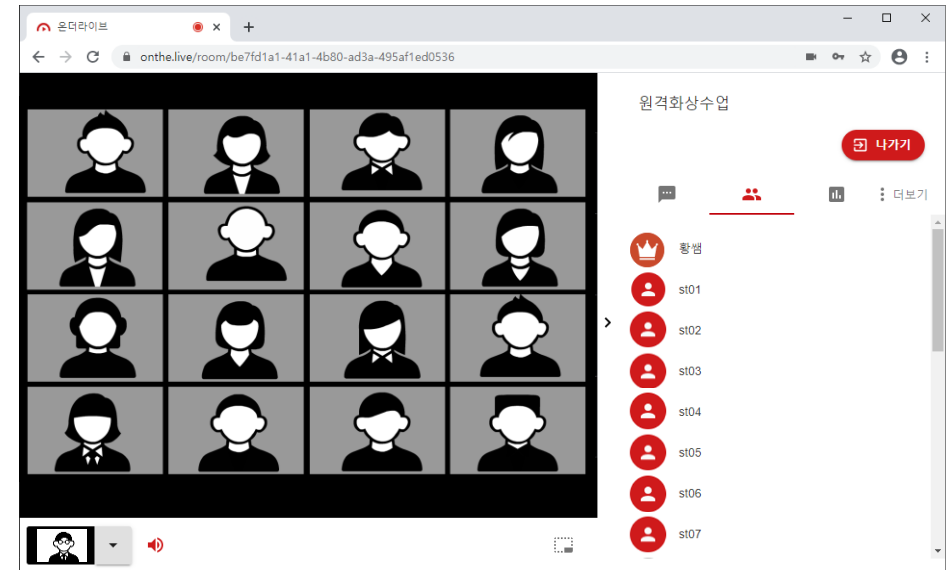 온더라이브
onthe.live/room/be7fd1a1-41a1-4b80-ad3a-495af1ed0536
원격화상수업
나가기
더보기
황쌤
st01
st02
st03
st04
st05
st06
st07